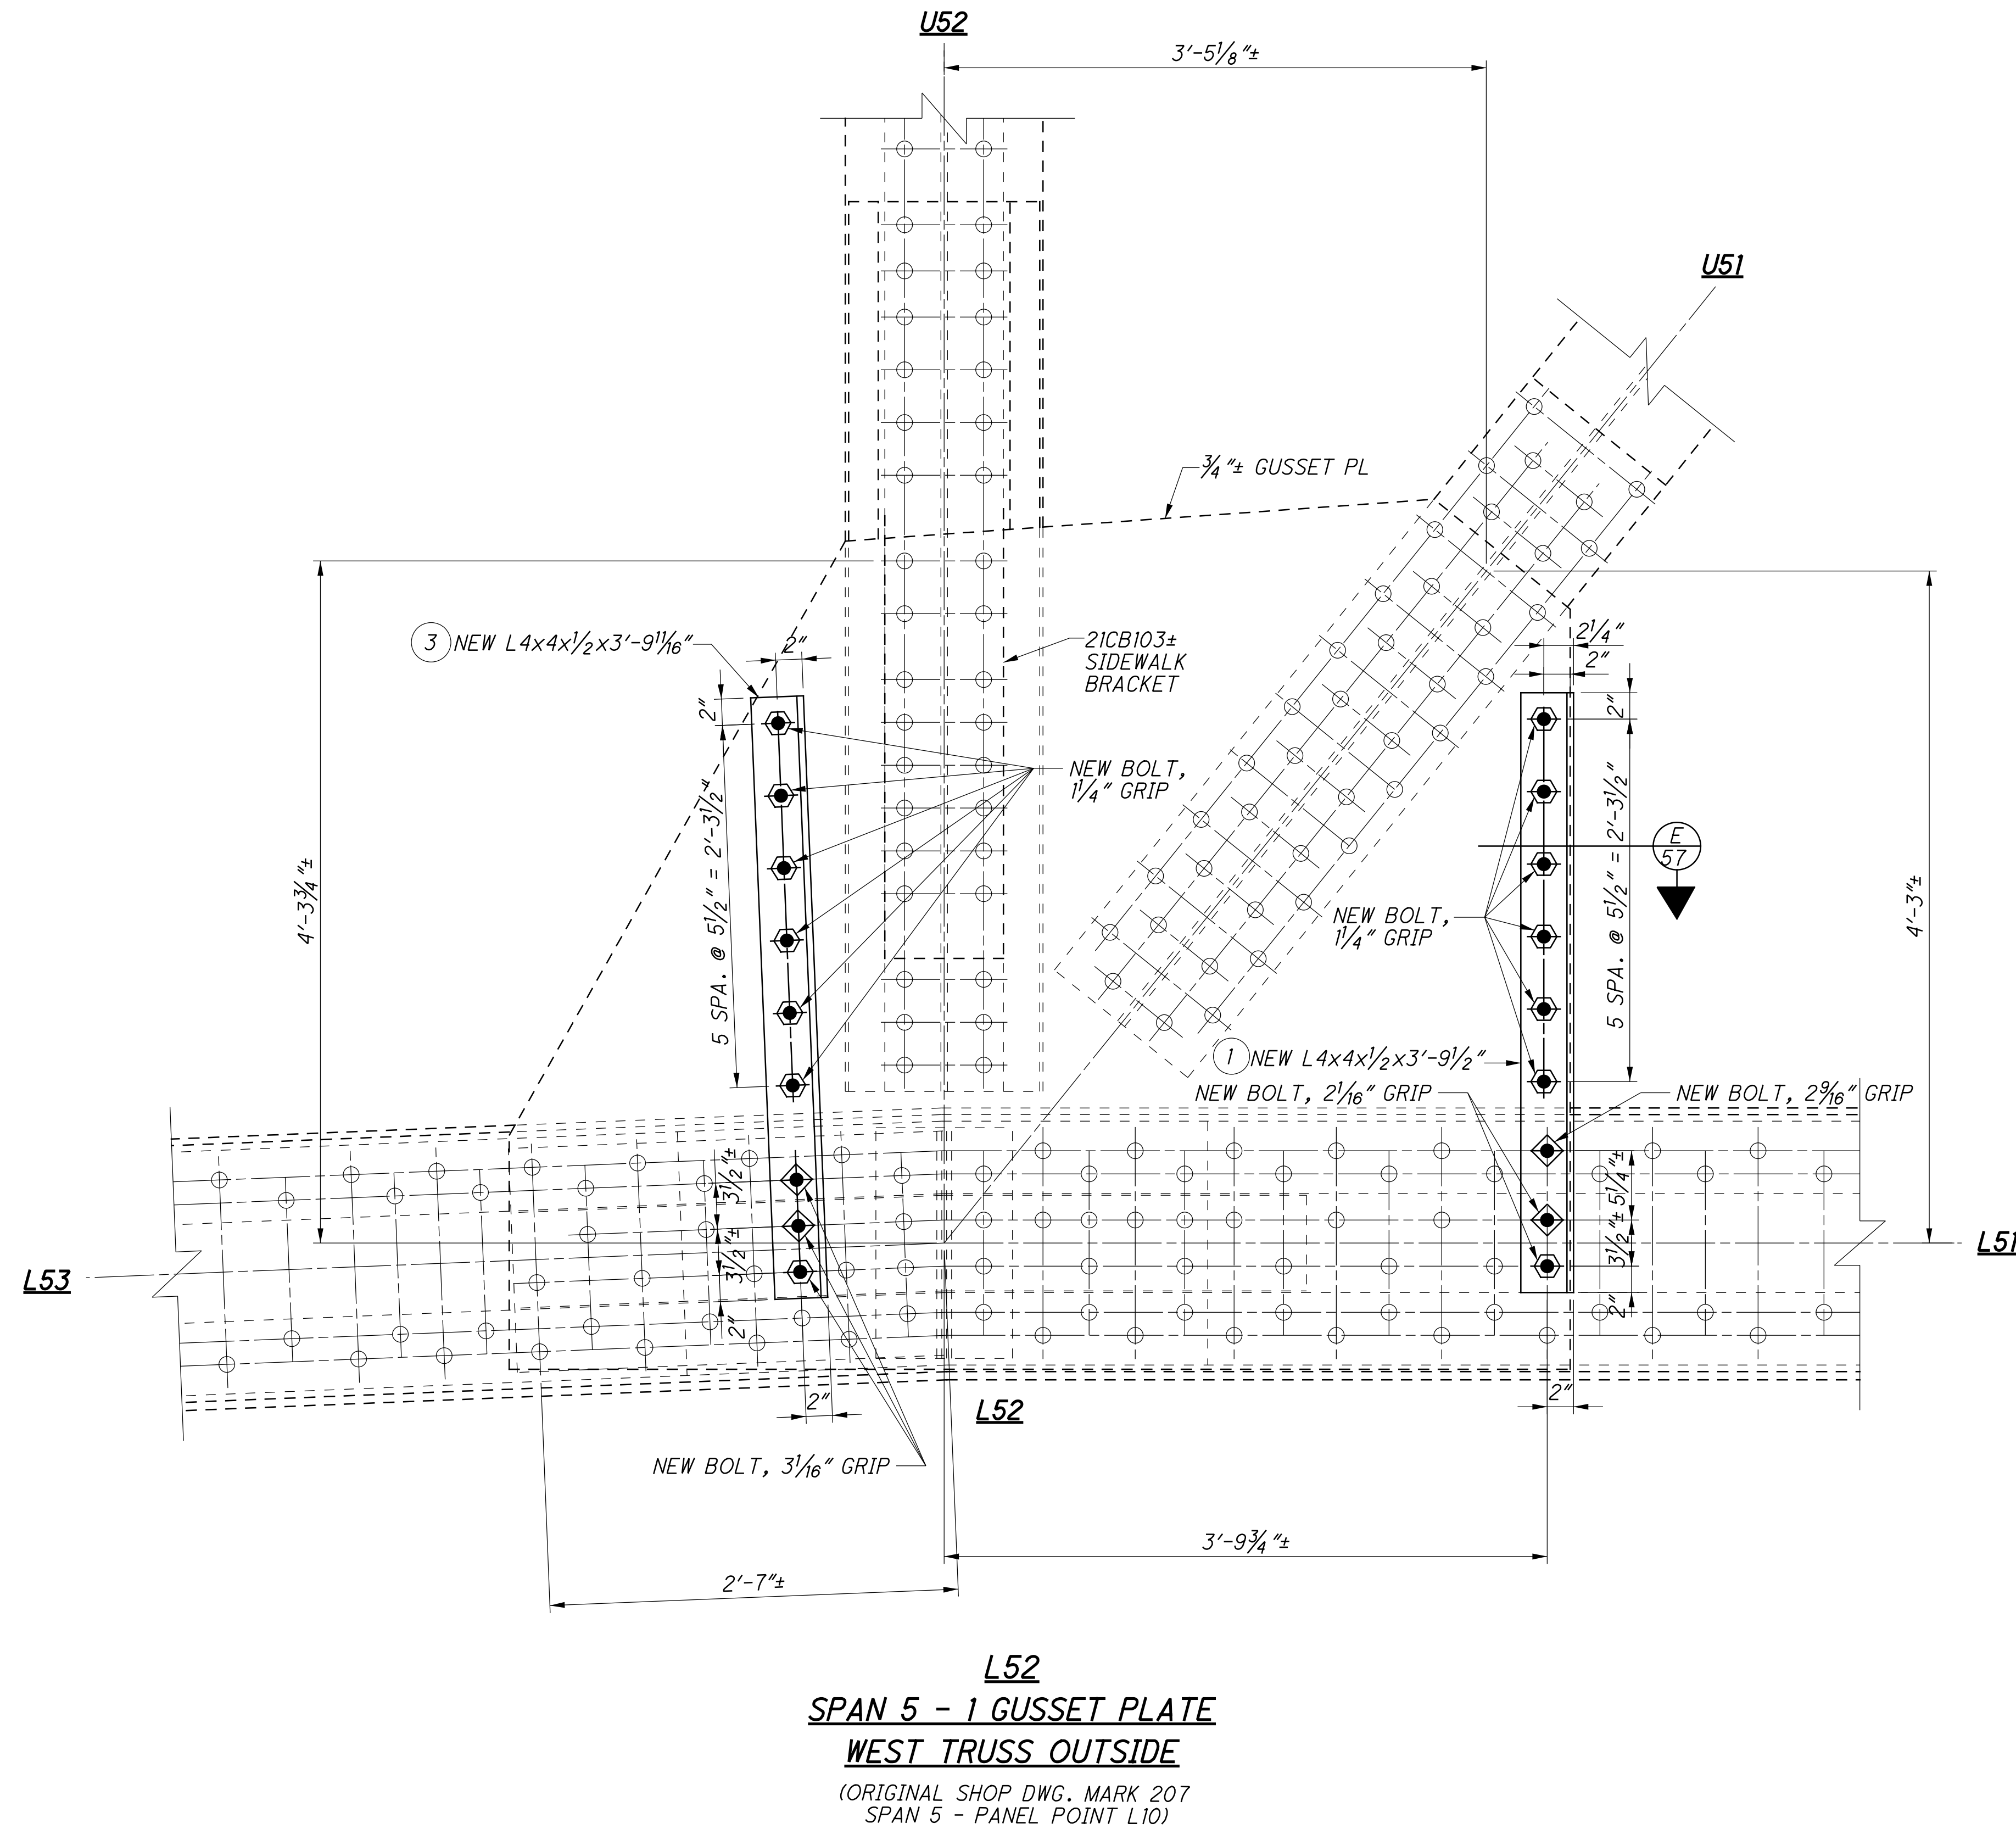 U52
3'-5 1/8"±
U51
3/4"± GUSSET PL
3 NEW L4x4x1/2x3'-9 11/16"
2"
2"
5 SPA. @ 5 1/2" = 2'-3 1/2"
21CB103±
SIDEWALK
BRACKET
2 1/4"
2"
2"
5 SPA. @ 5 1/2" = 2'-3 1/2"
NEW BOLT,
1 1/4" GRIP
E
57
4'-3 3/4"±
4'-3"±
NEW BOLT,
1 1/4" GRIP
1 NEW L4x4x1/2x3'-9 1/2"
NEW BOLT, 2 1/16" GRIP
NEW BOLT, 2 9/16" GRIP
3 1/2"±
3 1/2"±
2"
5 1/4"±
3 1/2"±
2"
L53
L51
2"
L52
2"
NEW BOLT, 3 1/16" GRIP
3'-9 3/4"±
2'-7"±
L52
SPAN 5 - 1 GUSSET PLATE
WEST TRUSS OUTSIDE
(ORIGINAL SHOP DWG. MARK 207
SPAN 5 - PANEL POINT L10)